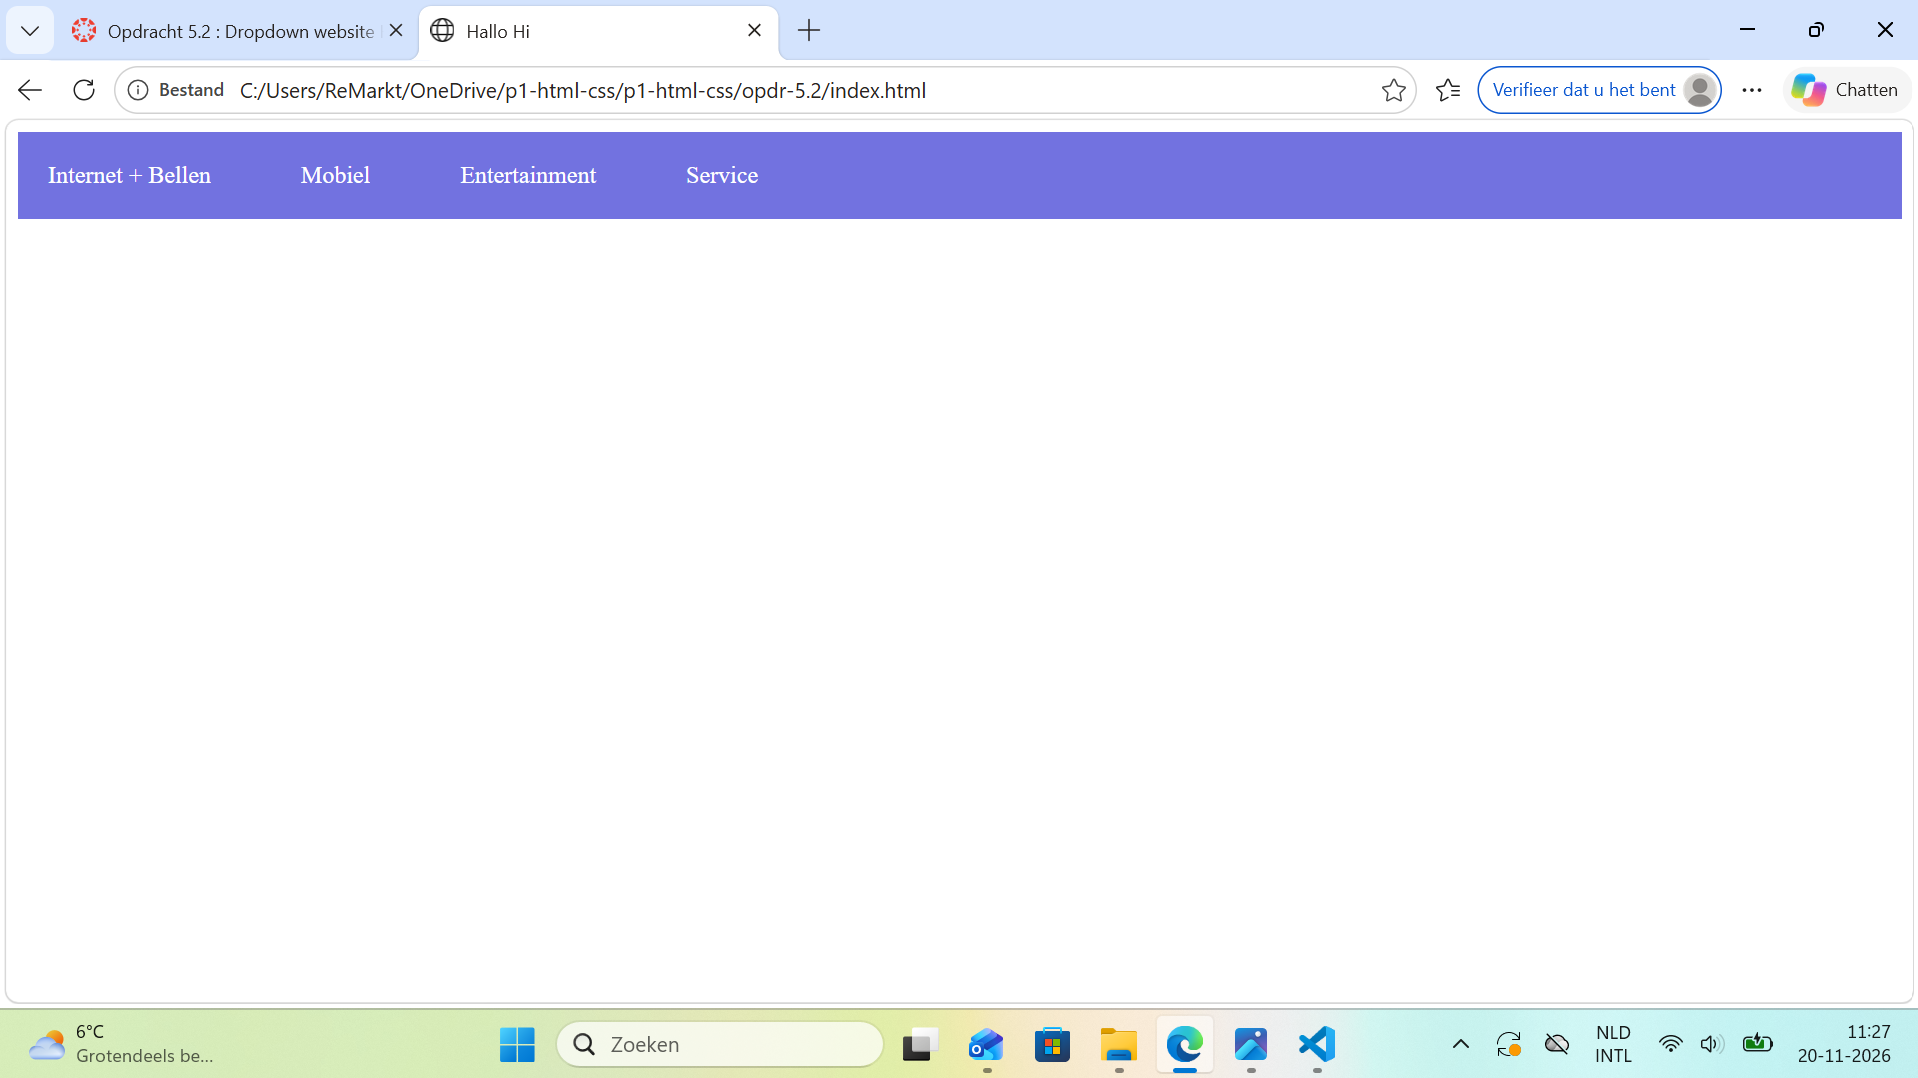 Opdracht 5.2 : Dropdown website
Hallo Hi
Bestand C:/Users/ReMarkt/OneDrive/p1-html-css/p1-html-css/opdr-5.2/index.html
Verifieer dat u het bent
Chatten
Internet + Bellen Mobiel Entertainment Service
6°C
Grotendeels be...
Zoeken
NLD
INTL
11:27
20-11-2026